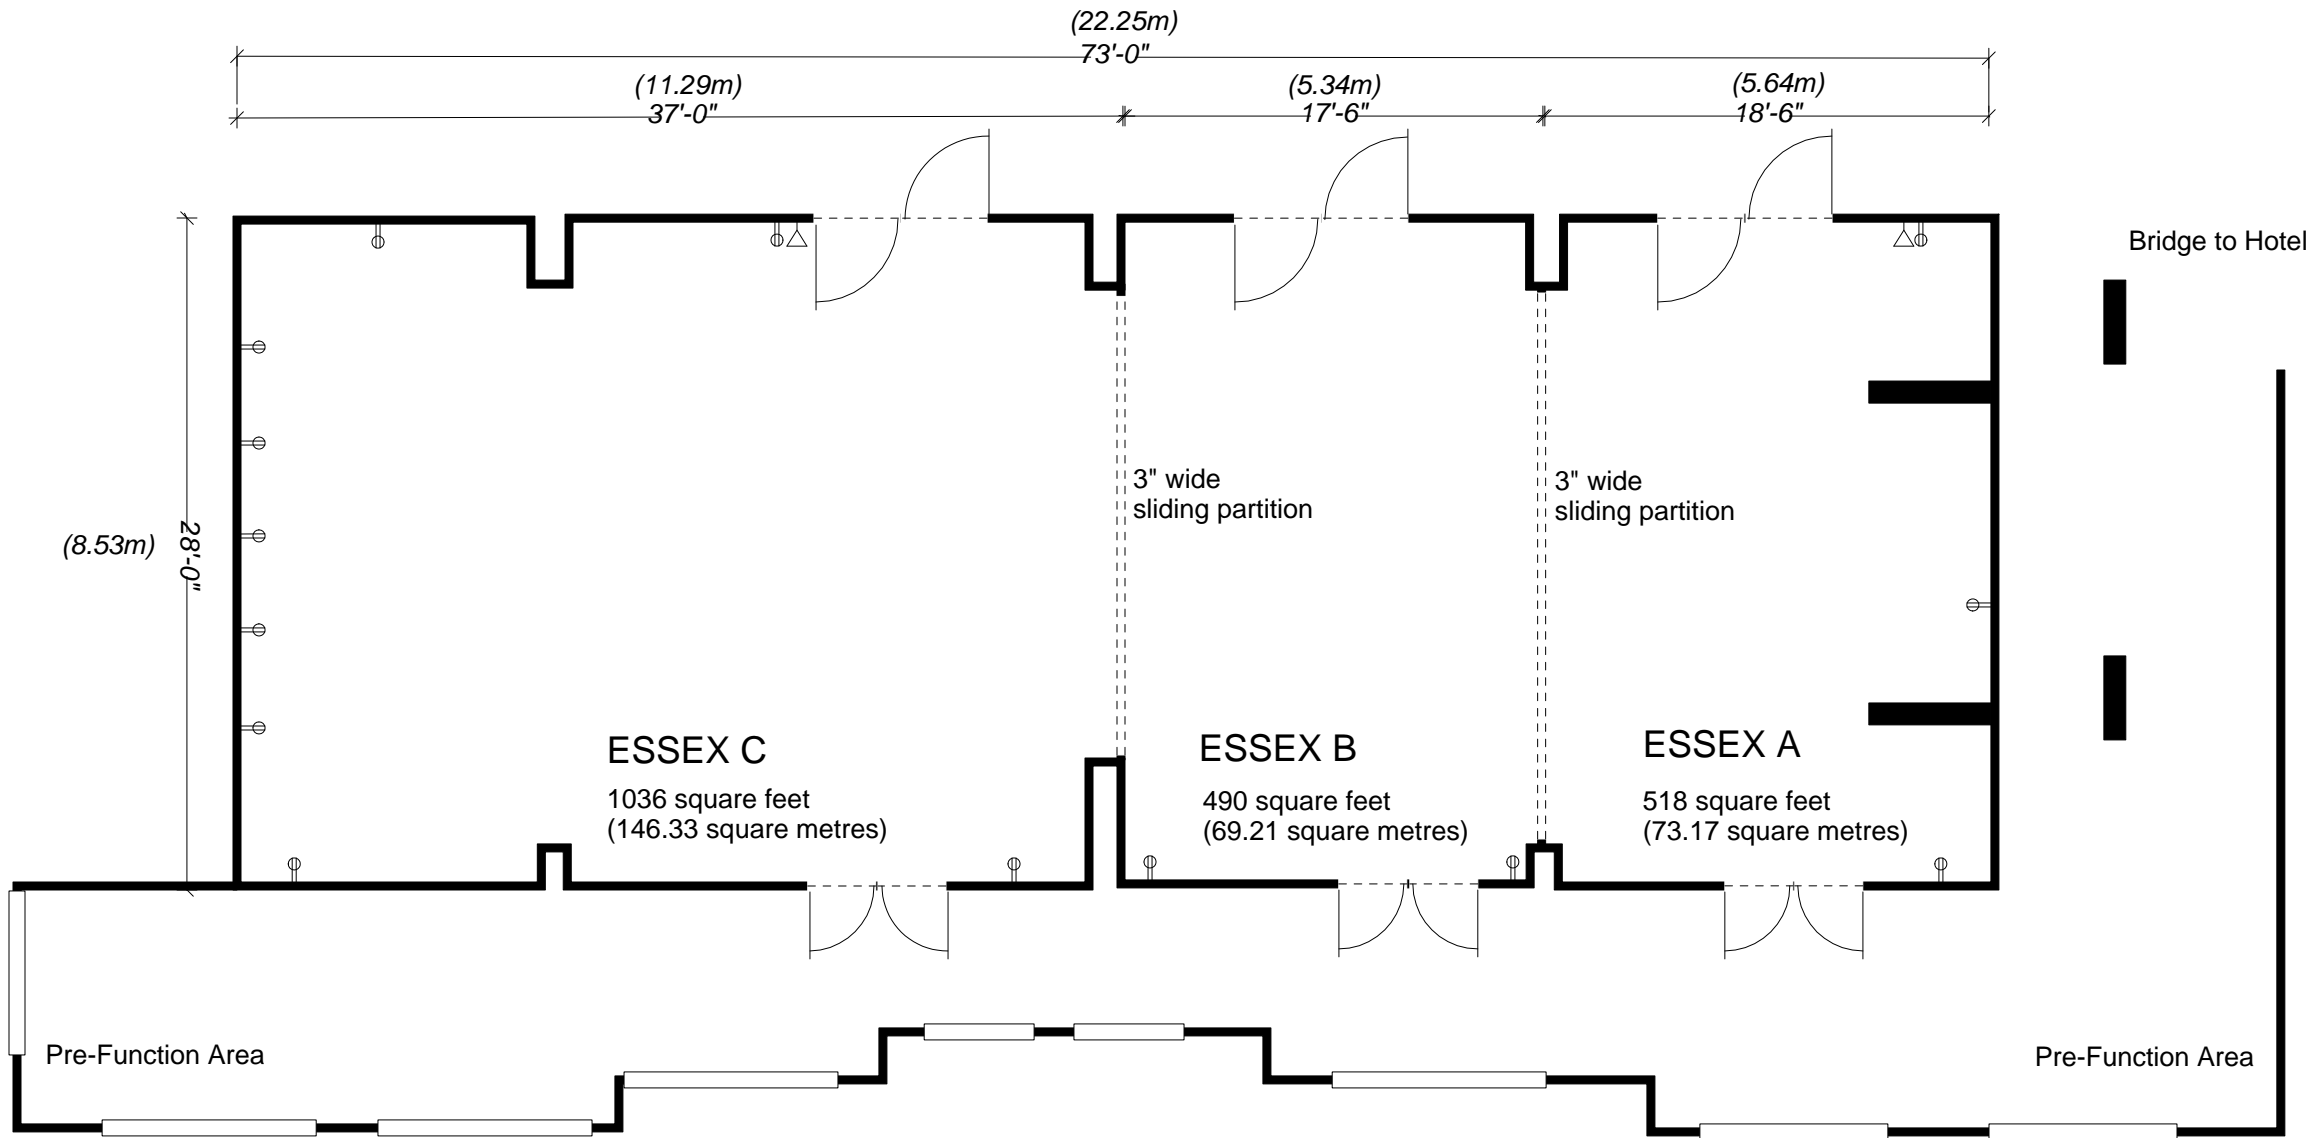 (22.25m)
73'-0"
(11.29m)
37'-0"
(5.34m)
17'-6"
(5.64m)
18'-6"
Bridge to Hotel
(8.53m)
28'-0"
3" wide
sliding partition
3" wide
sliding partition
ESSEX C
1036 square feet
(146.33 square metres)
ESSEX B
490 square feet
(69.21 square metres)
ESSEX A
518 square feet
(73.17 square metres)
Pre-Function Area
Pre-Function Area